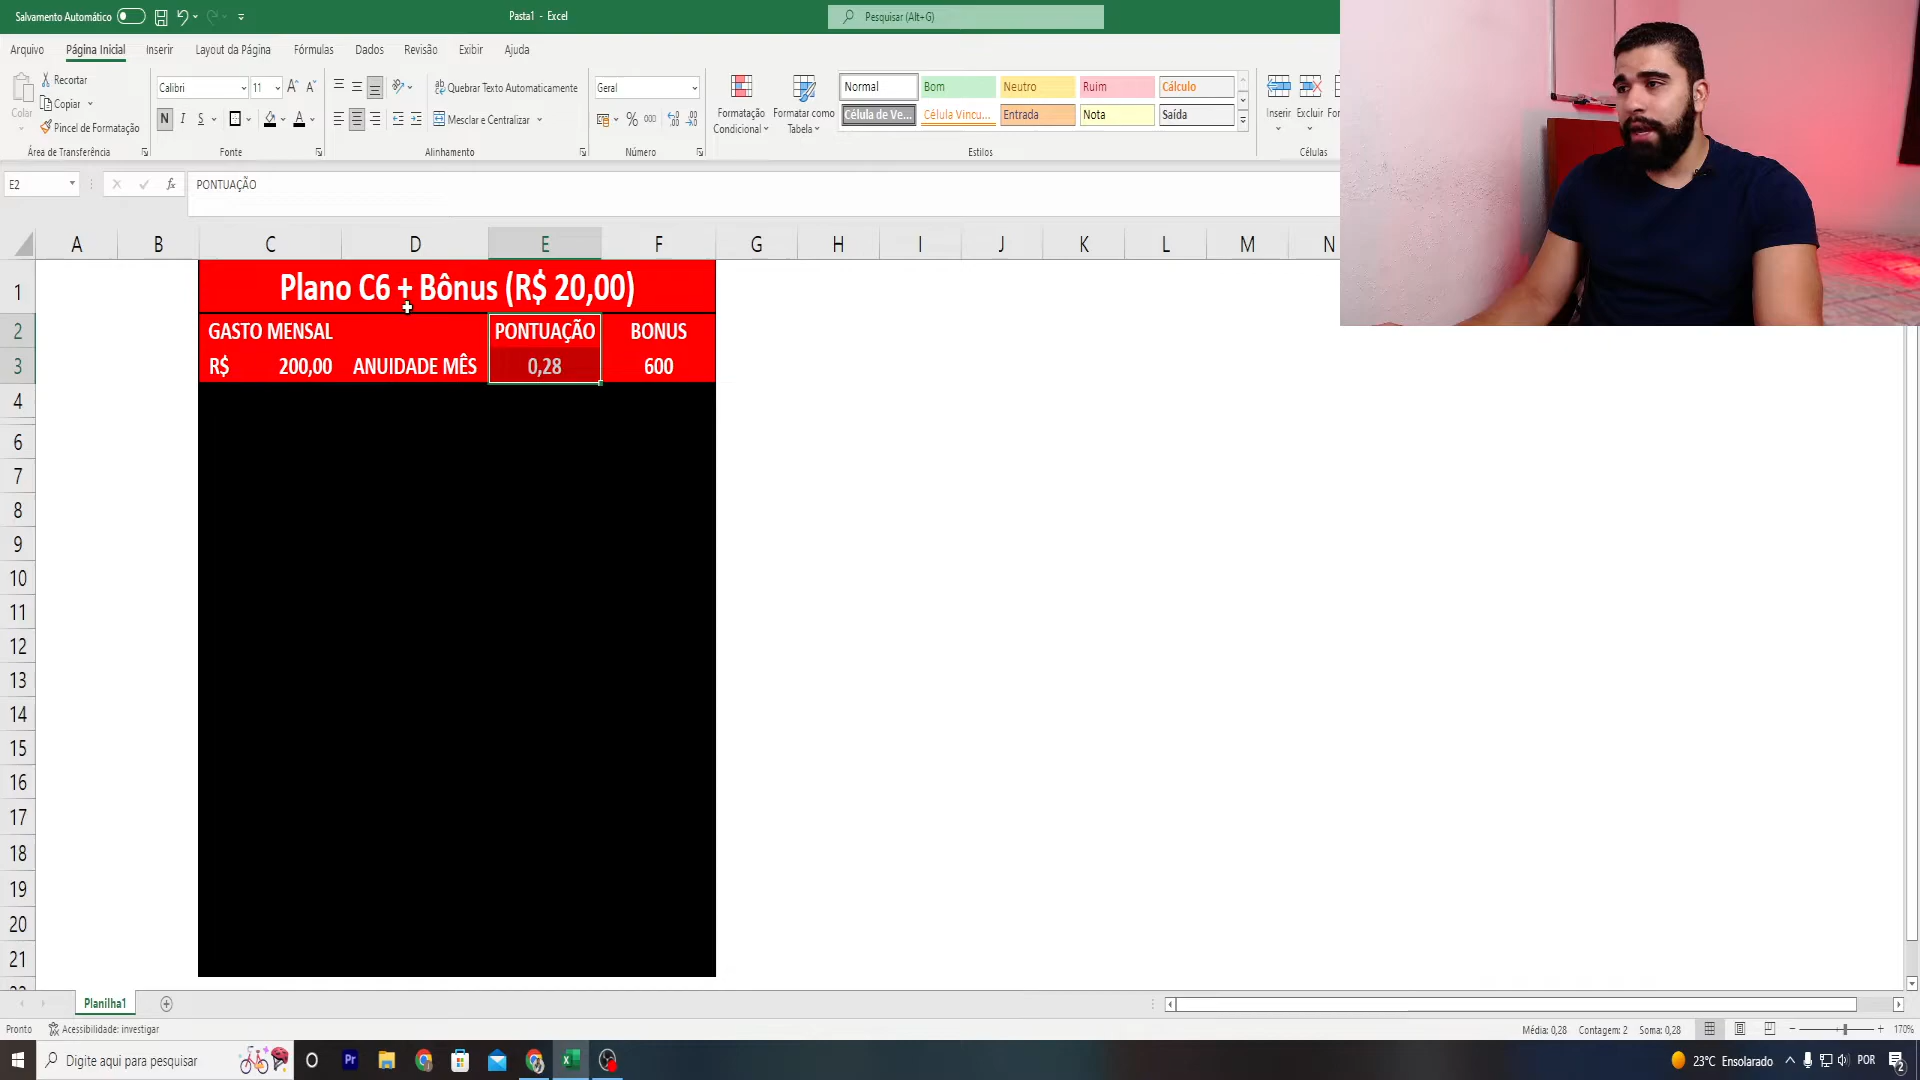 Salvamento Automático
Pasta1 - Excel
Pesquisar (Alt+G)
Arquivo
Página Inicial
Inserir
Layout da Página
Fórmulas
Dados
Revisão
Exibir
Ajuda
Colar
Recortar
Copiar
Pincel de Formatação
Área de Transferência
Calibri
11
N I S
Fonte
Quebrar Texto Automaticamente
Mesclar e Centralizar
Alinhamento
Geral
% 000
Número
Formatação
Condicional
Formatar como
Tabela
Normal
Bom
Neutro
Ruim
Cálculo
Célula de Ve...
Célula Vincu...
Entrada
Nota
Saída
Estilos
Inserir
Excluir
For
Células
E2
fx
PONTUAÇÃO
A B C D E F G H I J K L M N
1
Plano C6 + Bônus (R$ 20,00)
2
GASTO MENSAL
PONTUAÇÃO
BONUS
3
R$ 200,00
ANUIDADE MÊS
0,28
600
4
6
7
8
9
10
11
12
13
14
15
16
17
18
19
20
21
Planilha1
Pronto
Acessibilidade: investigar
Média: 0,28
Contagem: 2
Soma: 0,28
170%
Digite aqui para pesquisar
Pr
23°C Ensolarado
POR
2